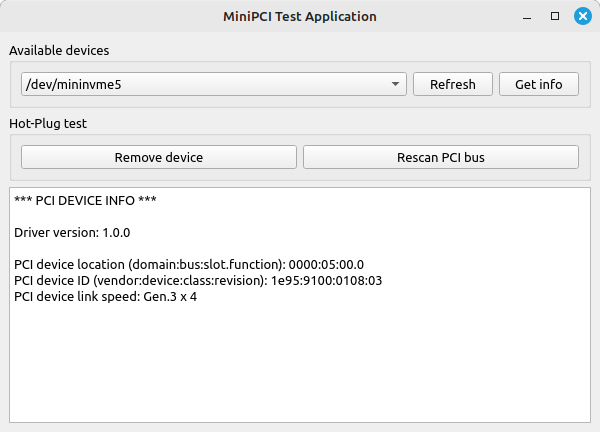 MiniPCI Test Application
Available devices
/dev/mininvme5
Refresh
Get info
Hot-Plug test
Remove device
Rescan PCI bus
*** PCI DEVICE INFO ***
Driver version: 1.0.0
PCI device location (domain:bus:slot.function): 0000:05:00.0
PCI device ID (vendor:device:class:revision): 1e95:9100:0108:03
PCI device link speed: Gen.3 x 4